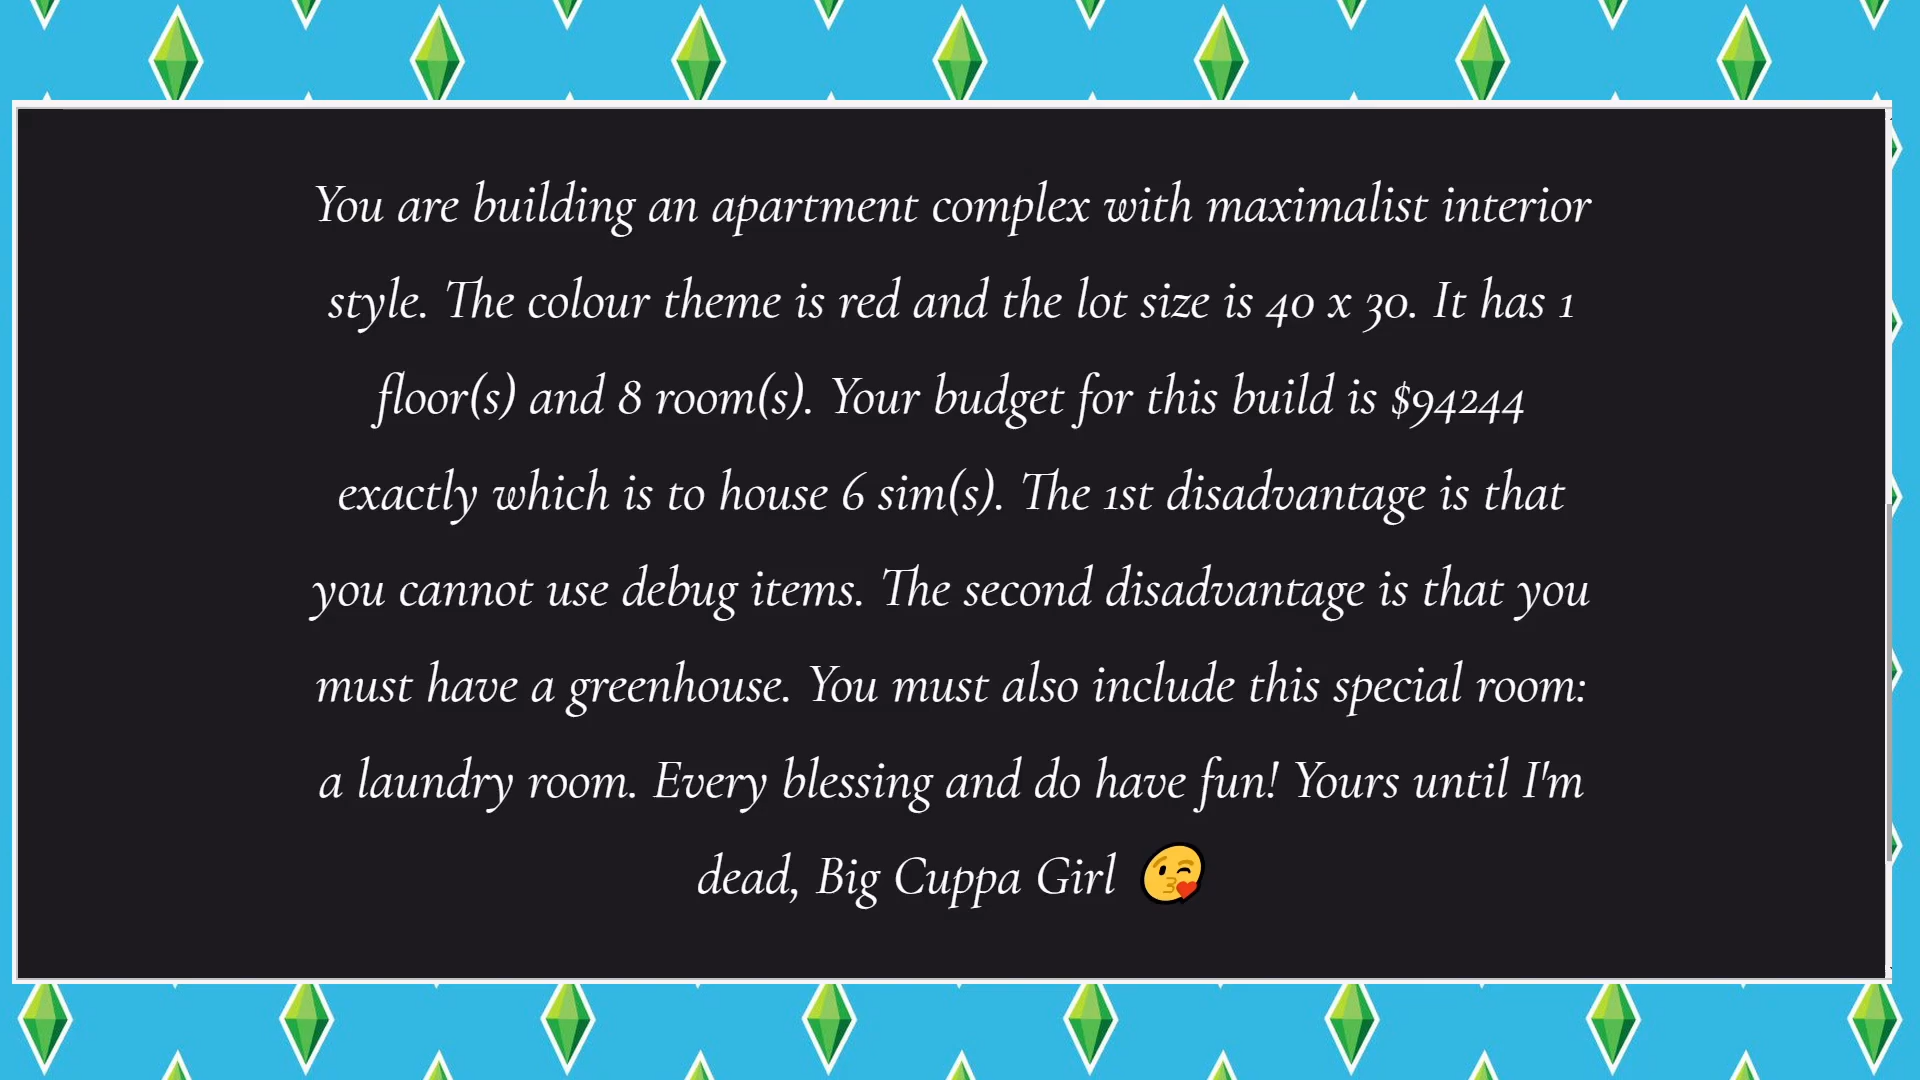 You are building an apartment complex with maximalist interior
style. The colour theme is red and the lot size is 40 x 30. It has 1
floor(s) and 8 room(s). Your budget for this build is $94244
exactly which is to house 6 sim(s). The 1st disadvantage is that
you cannot use debug items. The second disadvantage is that you
must have a greenhouse. You must also include this special room:
a laundry room. Every blessing and do have fun! Yours until I'm
dead, Big Cuppa Girl 😘